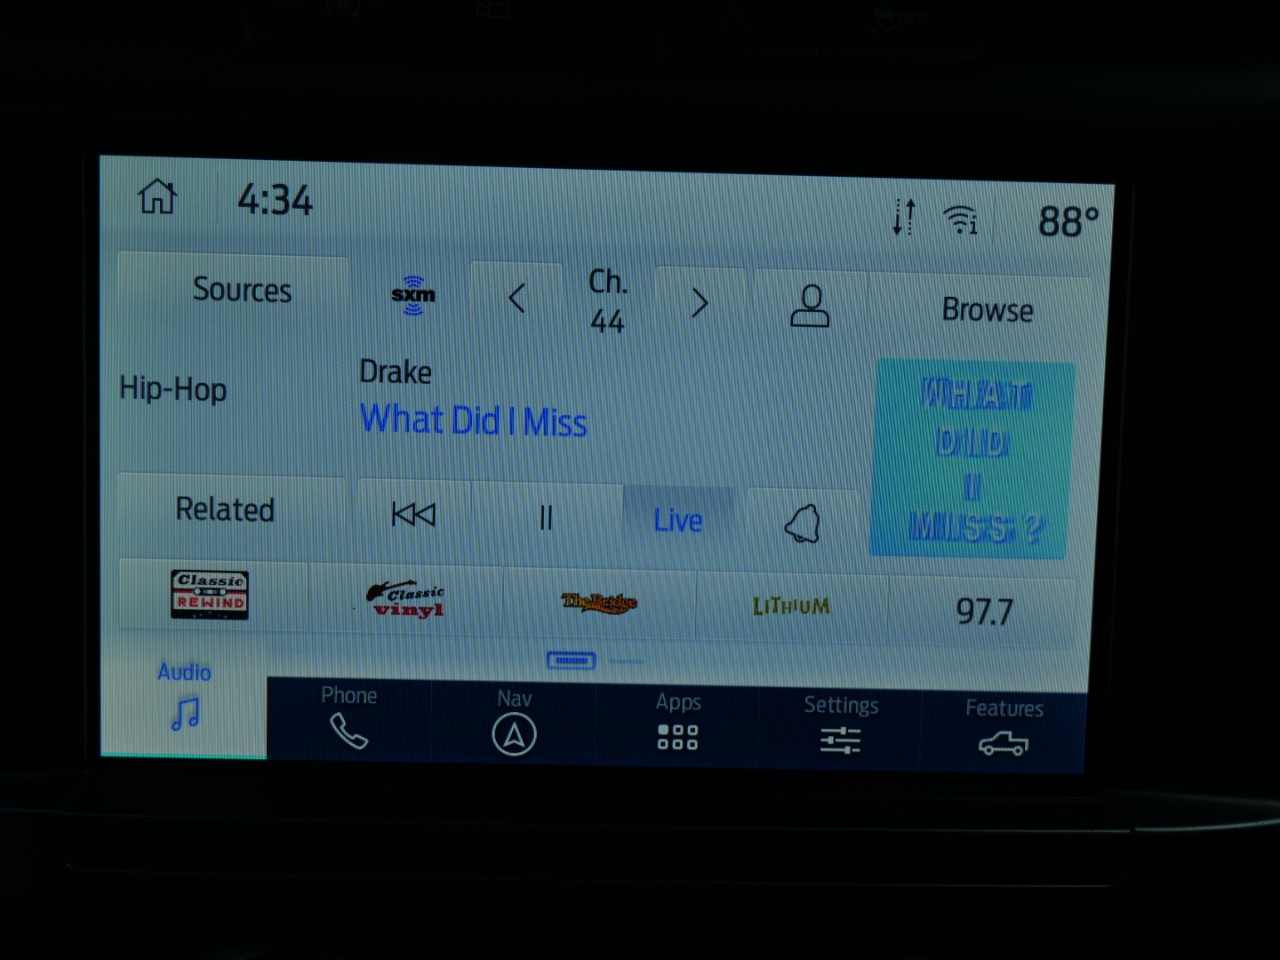 (A)
OFF
4:34
88°
Sources
sxm
Ch.
44
Browse
Hip-Hop
Drake
What Did I Miss
WHAT
DID
I
MISS?
Related
Live
Classic
REWIND
Classic
vinyl
The Bridge
LITHIUM
97.7
Audio
Phone
Nav
Apps
Settings
Features